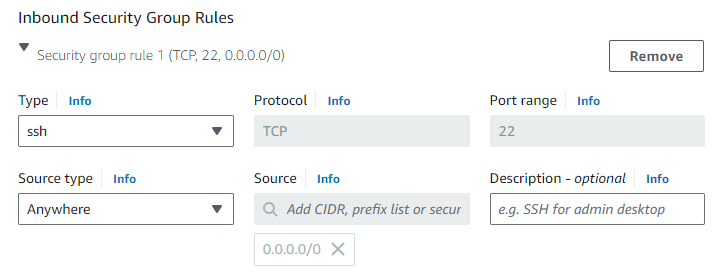 Inbound Security Group Rules
Security group rule 1 (TCP, 22, 0.0.0.0/0)
Remove
Type Info Protocol Info Port range Info
ssh TCP 22
Source type Info Source Info Description - optional Info
Anywhere Add CIDR, prefix list or secur e.g. SSH for admin desktop
0.0.0.0/0